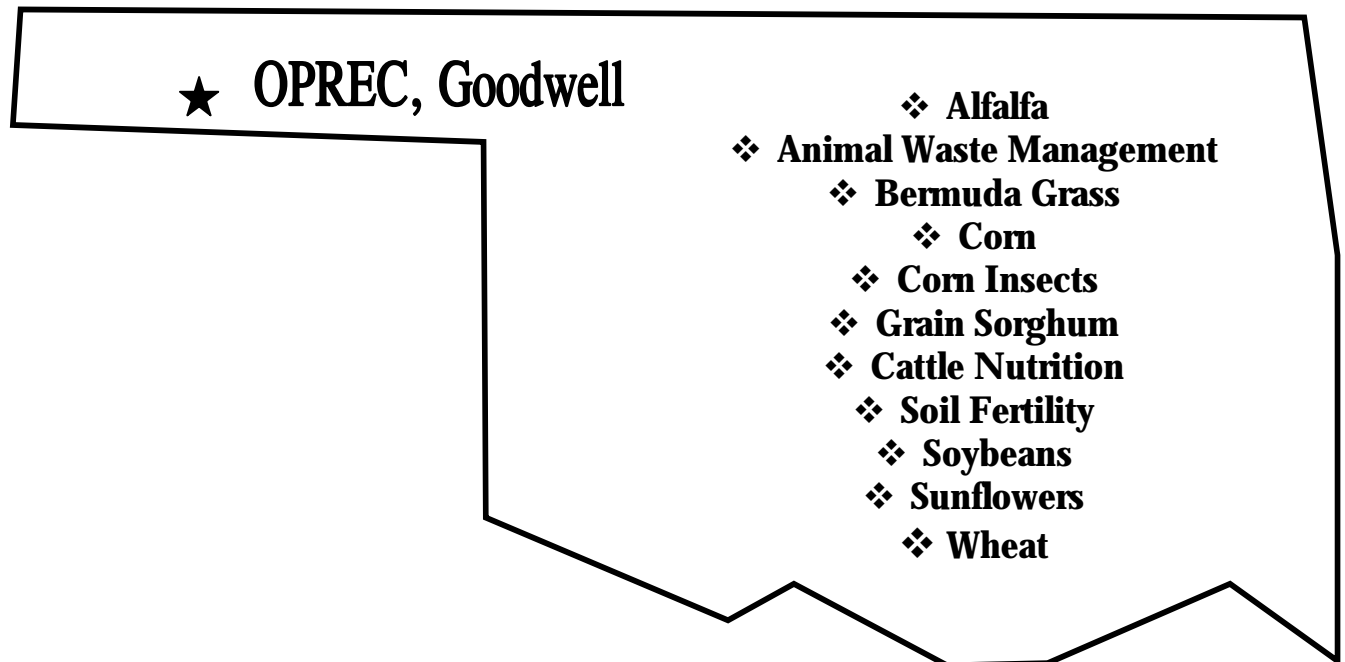 OPREC, Goodwell
❖ Alfalfa
❖ Animal Waste Management
❖ Bermuda Grass
❖ Corn
❖ Corn Insects
❖ Grain Sorghum
❖ Cattle Nutrition
❖ Soil Fertility
❖ Soybeans
❖ Sunflowers
❖ Wheat